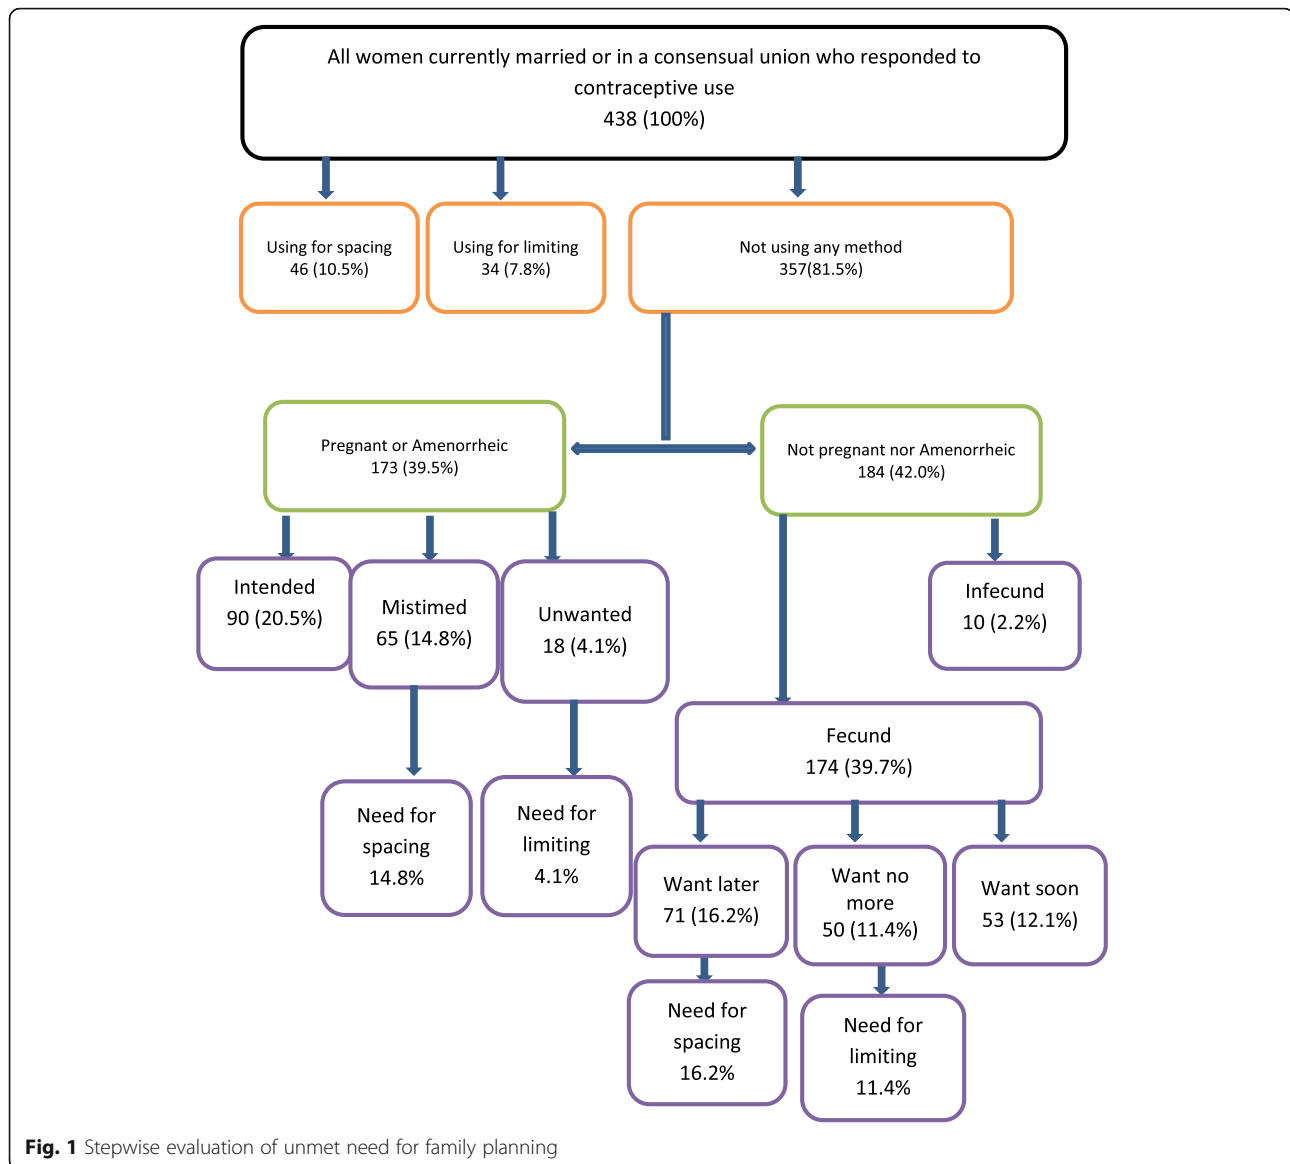 All women currently married or in a consensual union who responded to
contraceptive use
438 (100%)
Using for spacing
46 (10.5%)
Using for limiting
34 (7.8%)
Not using any method
357(81.5%)
Pregnant or Amenorrheic
173 (39.5%)
Not pregnant nor Amenorrheic
184 (42.0%)
Intended
90 (20.5%)
Mistimed
65 (14.8%)
Unwanted
18 (4.1%)
Infecund
10 (2.2%)
Fecund
174 (39.7%)
Need for
spacing
14.8%
Need for
limiting
4.1%
Want later
71 (16.2%)
Want no
more
50 (11.4%)
Want soon
53 (12.1%)
Need for
spacing
16.2%
Need for
limiting
11.4%
Fig. 1 Stepwise evaluation of unmet need for family planning